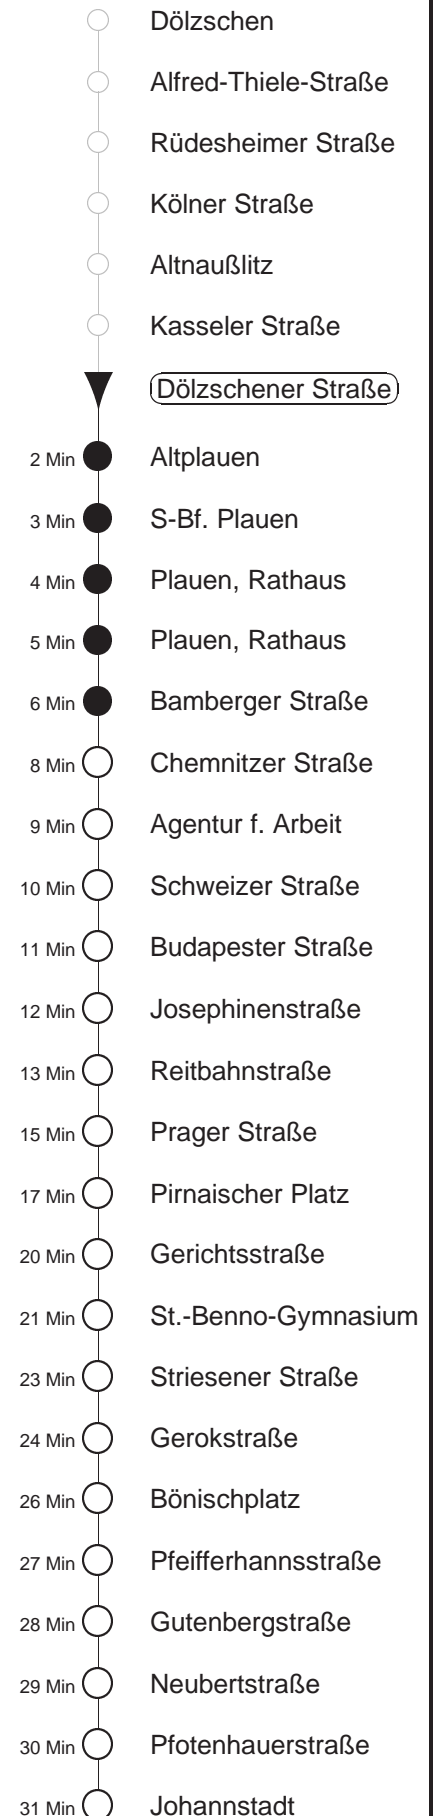 Dölzschen
Alfred-Thiele-Straße
Rüdesheimer Straße
Kölner Straße
Altnaußlitz
Kasseler Straße
Dölzschener Straße
2 Min Altplauen
3 Min S-Bf. Plauen
4 Min Plauen, Rathaus
5 Min Plauen, Rathaus
6 Min Bamberger Straße
8 Min Chemnitzer Straße
9 Min Agentur f. Arbeit
10 Min Schweizer Straße
11 Min Budapester Straße
12 Min Josephinenstraße
13 Min Reitbahnstraße
15 Min Prager Straße
17 Min Pirnaischer Platz
20 Min Gerichtsstraße
21 Min St.-Benno-Gymnasium
23 Min Striesener Straße
24 Min Gerokstraße
26 Min Bönischplatz
27 Min Pfeifferhannsstraße
28 Min Gutenbergstraße
29 Min Neubertstraße
30 Min Pfotenhauerstraße
31 Min Johannstadt